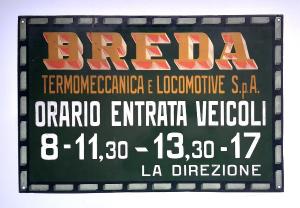 BREDA
TERMOMECCANICA E LOCOMOTIVE S.p.A.
ORARIO ENTRATA VEICOLI
8-11,30-13,30-17
LA DIREZIONE